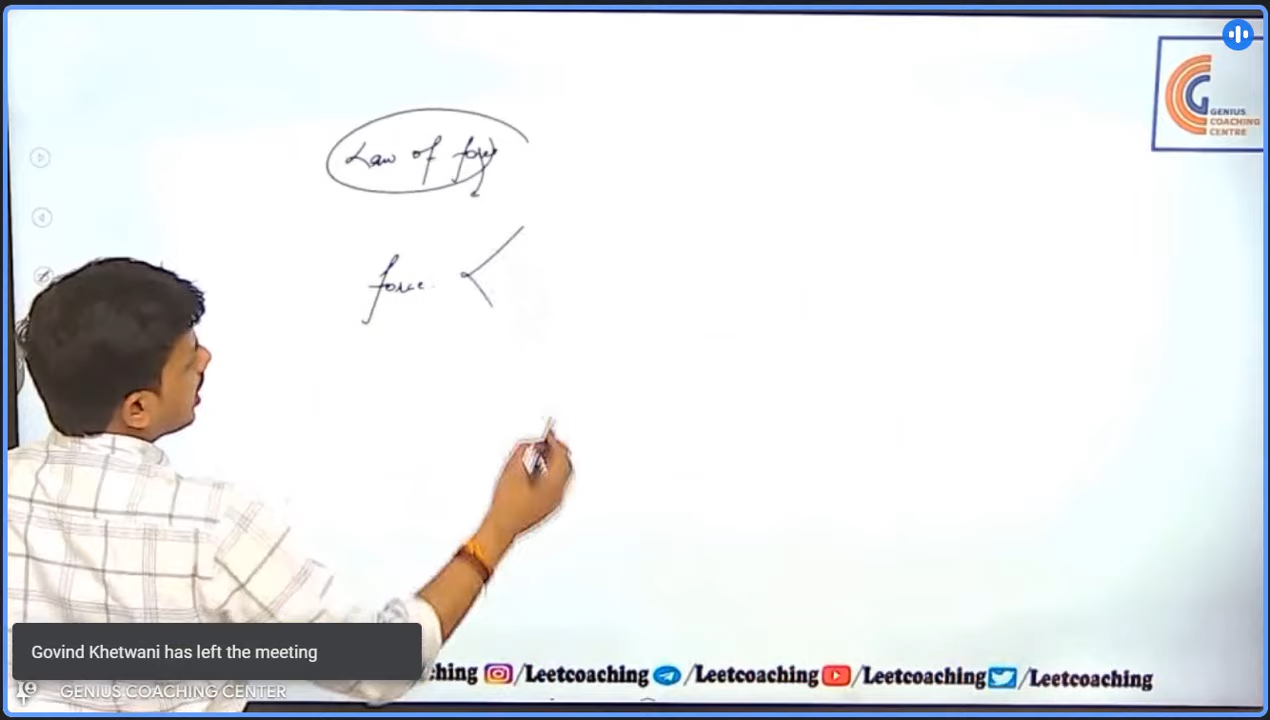 GENIUS
COACHING
CENTRE
Law of force
force.
Govind Khetwani has left the meeting
:hing /Leetcoaching /Leetcoaching /Leetcoaching /Leetcoaching
GENIUS COACHING CENTER